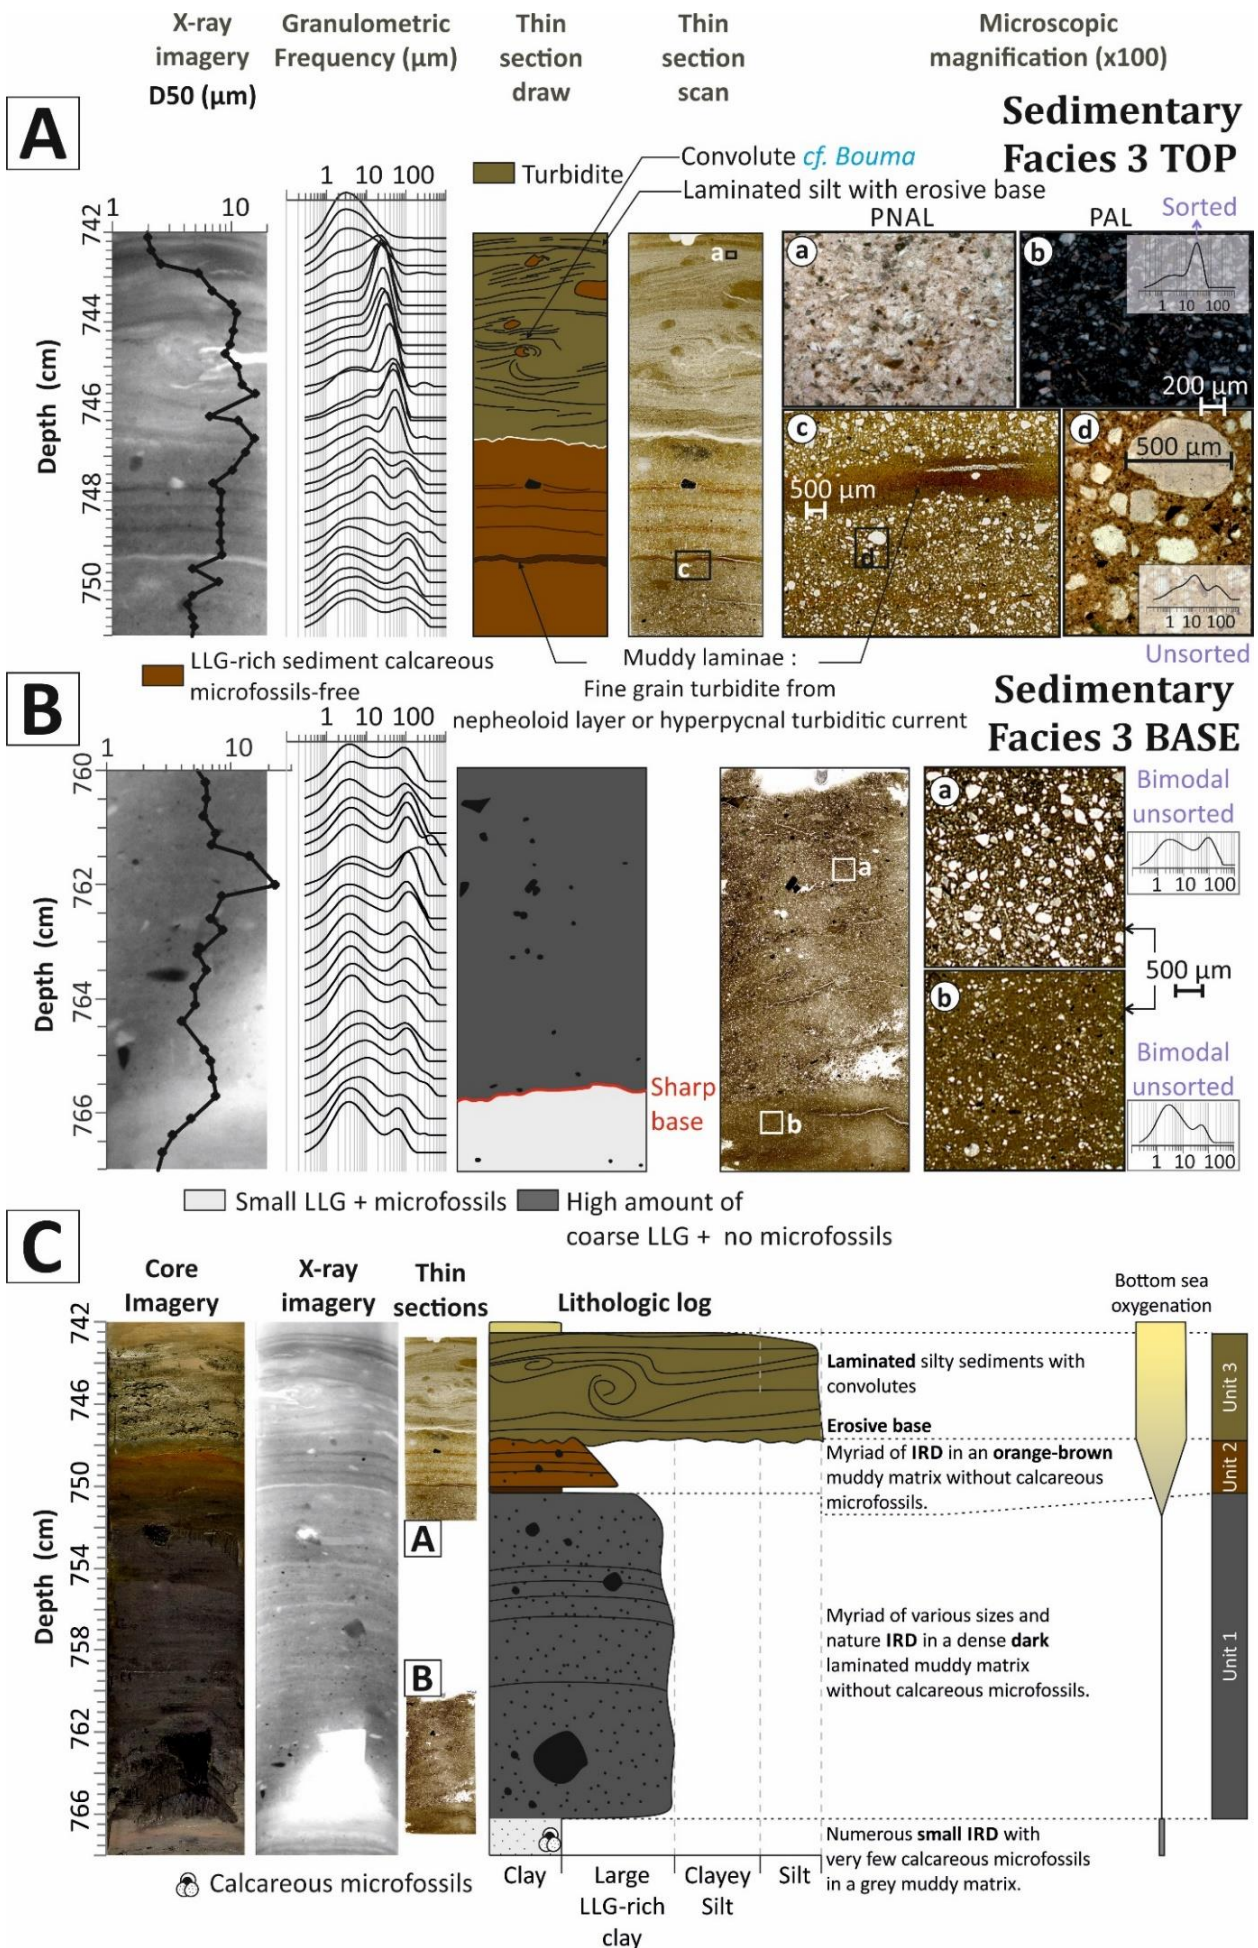 X-ray
imagery
D50 (µm)
Granulometric
Frequency (µm)
Thin
section
draw
Thin
section
scan
Microscopic
magnification (x100)
A
Sedimentary
Facies 3 TOP
1 10 100
Turbidite
Convolute cf. Bouma
Laminated silt with erosive base
PNAL
PAL
Sorted
1 10
Depth (cm)
742
744
746
748
750
a
a
b
1 10 100
200 µm
c
500 µm
d
c
d
500 µm
1 10 100
Unsorted
LLG-rich sediment calcareous
microfossils-free
Muddy laminae :
Fine grain turbidite from
nepheoloid layer or hyperpycnal turbiditic current
B
Sedimentary
Facies 3 BASE
1 10
1 10 100
Depth (cm)
760
762
764
766
Sharp
base
a
b
a
Bimodal
unsorted
1 10 100
500 µm
b
Bimodal
unsorted
1 10 100
Small LLG + microfossils
High amount of
coarse LLG + no microfossils
C
Core
Imagery
X-ray
imagery
Thin
sections
Lithologic log
Bottom sea
oxygenation
Depth (cm)
742
746
750
754
758
762
766
A
B
Laminated silty sediments with
convolutes
Erosive base
Myriad of IRD in an orange-brown
muddy matrix without calcareous
microfossils.
Myriad of various sizes and
nature IRD in a dense dark
laminated muddy matrix
without calcareous microfossils.
Numerous small IRD with
very few calcareous microfossils
in a grey muddy matrix.
Unit 3
Unit 2
Unit 1
Calcareous microfossils
Clay
Large
LLG-rich
clay
Clayey
Silt
Silt